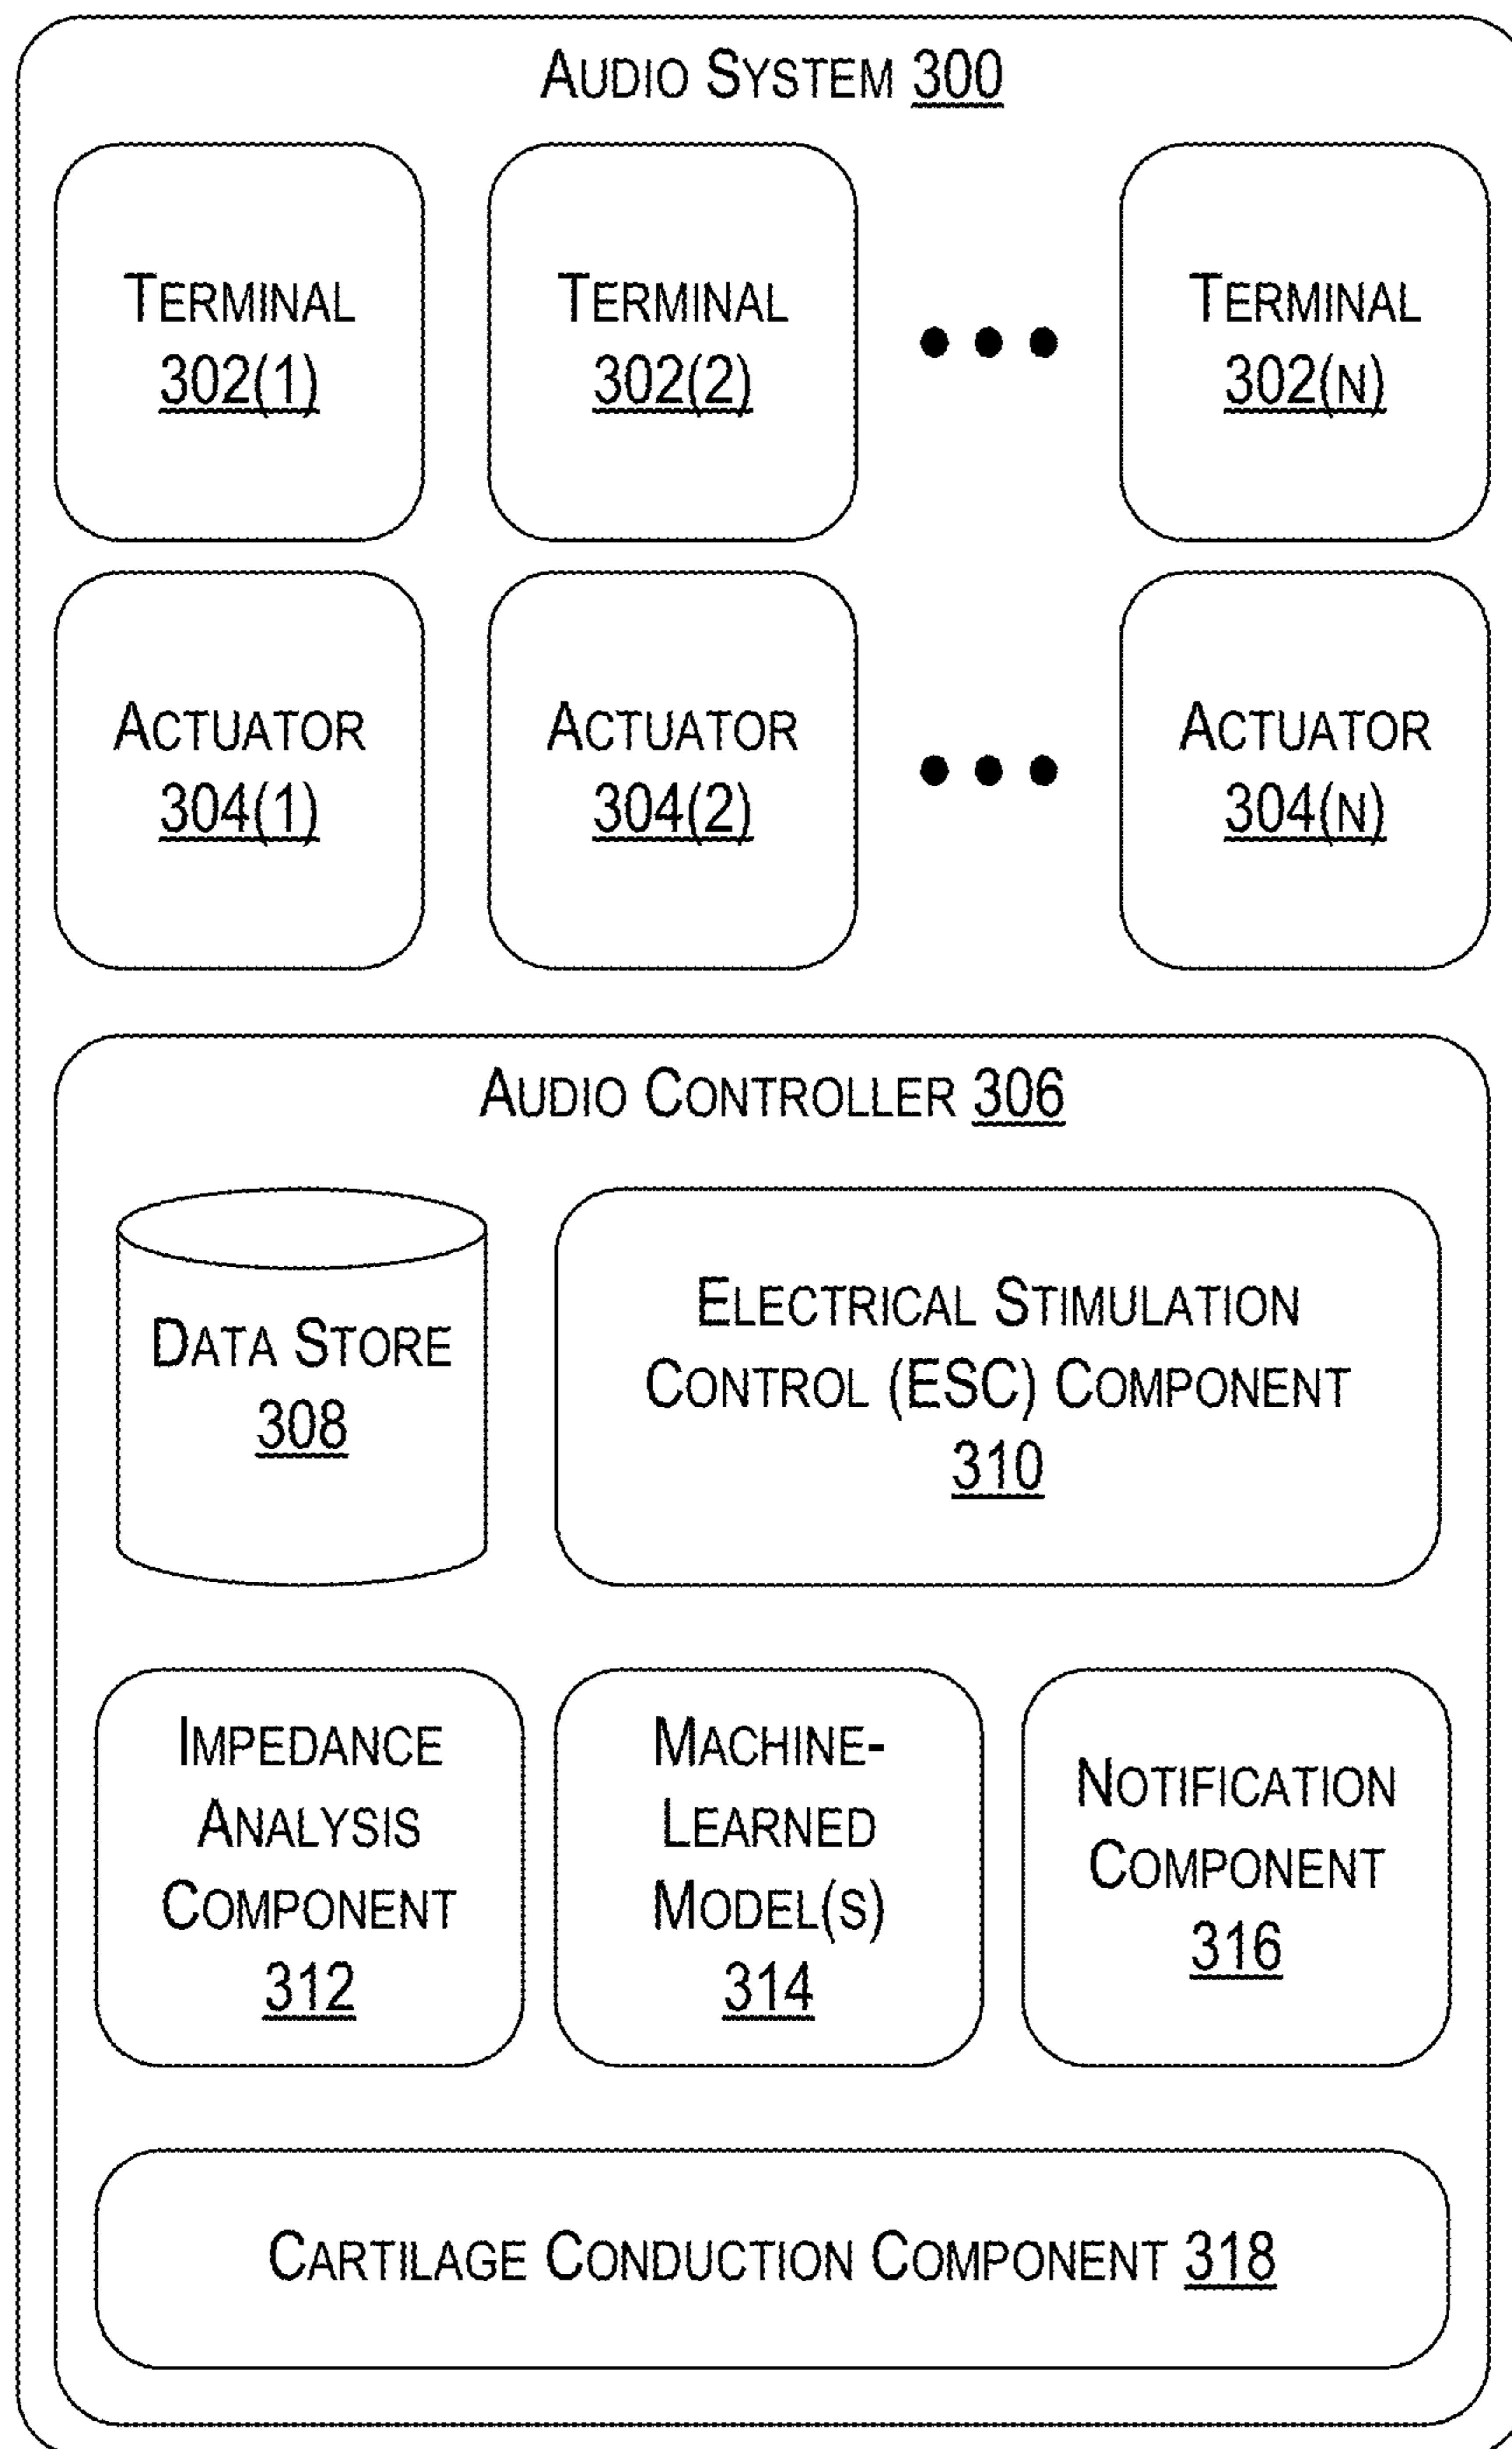 AUDIO SYSTEM 300
TERMINAL
302(1)
TERMINAL
302(2)
TERMINAL
302(N)
ACTUATOR
304(1)
ACTUATOR
304(2)
ACTUATOR
304(N)
AUDIO CONTROLLER 306
DATA STORE
308
ELECTRICAL STIMULATION
CONTROL (ESC) COMPONENT
310
IMPEDANCE
ANALYSIS
COMPONENT
312
MACHINE-
LEARNED
MODEL(S)
314
NOTIFICATION
COMPONENT
316
CARTILAGE CONDUCTION COMPONENT 318